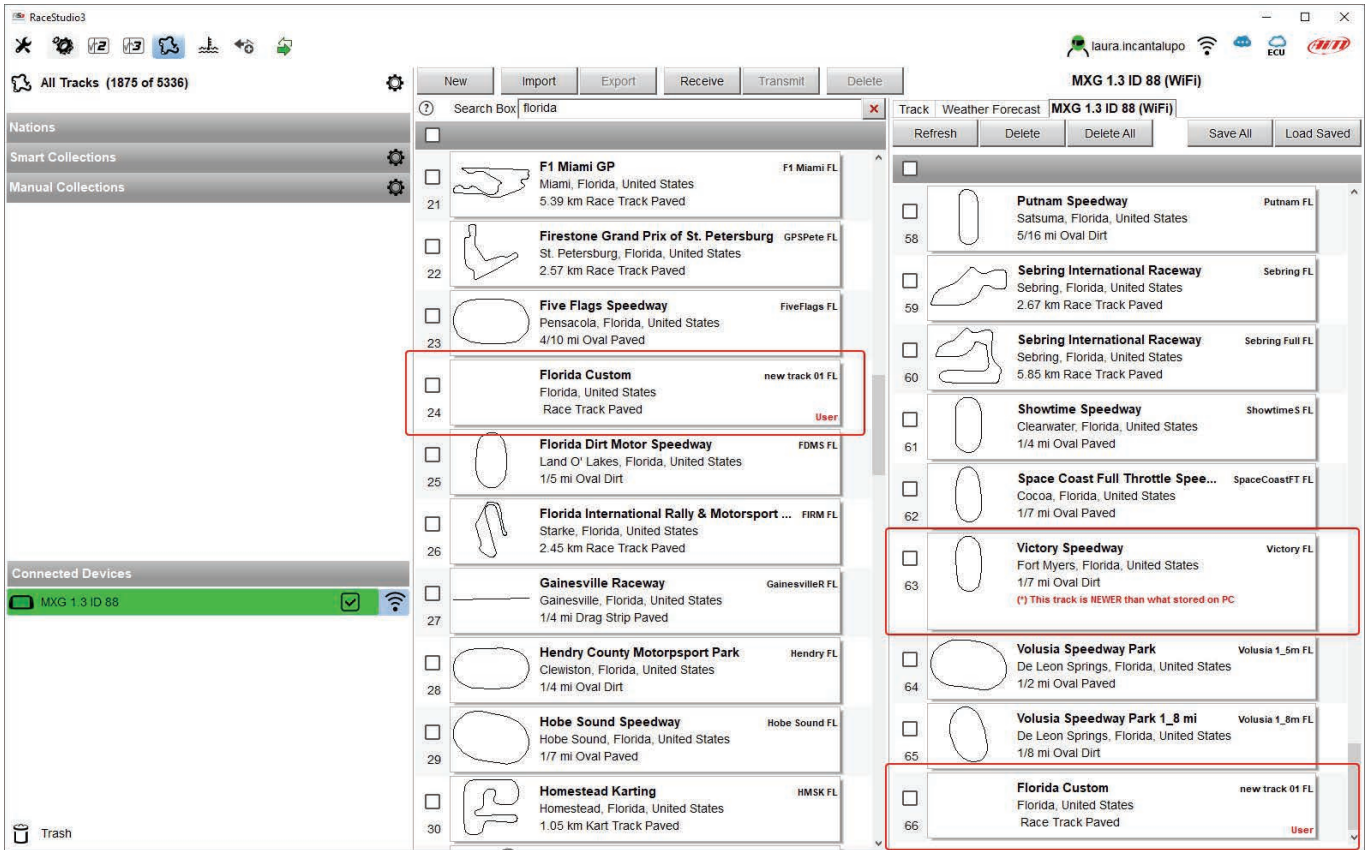 RaceStudio3
laura.incantalupo
ECU
AiM
All Tracks (1875 of 5336)
Nations
Smart Collections
Manual Collections
Connected Devices
MXG 1.3 ID 88
Trash
New Import Export Receive Transmit Delete
Search Box florida
F1 Miami GP F1 Miami FL
Miami, Florida, United States
5.39 km Race Track Paved
21
Firestone Grand Prix of St. Petersburg GPSPete FL
St. Petersburg, Florida, United States
2.57 km Race Track Paved
22
Five Flags Speedway FiveFlags FL
Pensacola, Florida, United States
4/10 mi Oval Paved
23
Florida Custom new track 01 FL
Florida, United States
Race Track Paved
24 User
Florida Dirt Motor Speedway FDMS FL
Land O' Lakes, Florida, United States
1/5 mi Oval Dirt
25
Florida International Rally & Motorsport ... FIRM FL
Starke, Florida, United States
2.45 km Race Track Paved
26
Gainesville Raceway GainesvilleR FL
Gainesville, Florida, United States
1/4 mi Drag Strip Paved
27
Hendry County Motorpsport Park Hendry FL
Clewiston, Florida, United States
1/4 mi Oval Dirt
28
Hobe Sound Speedway Hobe Sound FL
Hobe Sound, Florida, United States
1/7 mi Oval Paved
29
Homestead Karting HMSK FL
Homestead, Florida, United States
1.05 km Kart Track Paved
30
MXG 1.3 ID 88 (WiFi)
Track Weather Forecast MXG 1.3 ID 88 (WiFi)
Refresh Delete Delete All Save All Load Saved
Putnam Speedway Putnam FL
Satsuma, Florida, United States
5/16 mi Oval Dirt
58
Sebring International Raceway Sebring FL
Sebring, Florida, United States
2.67 km Race Track Paved
59
Sebring International Raceway Sebring Full FL
Sebring, Florida, United States
5.85 km Race Track Paved
60
Showtime Speedway ShowtimeS FL
Clearwater, Florida, United States
1/4 mi Oval Paved
61
Space Coast Full Throttle Spee... SpaceCoastFT FL
Cocoa, Florida, United States
1/7 mi Oval Paved
62
Victory Speedway Victory FL
Fort Myers, Florida, United States
1/7 mi Oval Dirt
63
(*) This track is NEWER than what stored on PC
Volusia Speedway Park Volusia 1_5m FL
De Leon Springs, Florida, United States
1/2 mi Oval Paved
64
Volusia Speedway Park 1_8 mi Volusia 1_8m FL
De Leon Springs, Florida, United States
1/8 mi Oval Dirt
65
Florida Custom new track 01 FL
Florida, United States
Race Track Paved
66 User